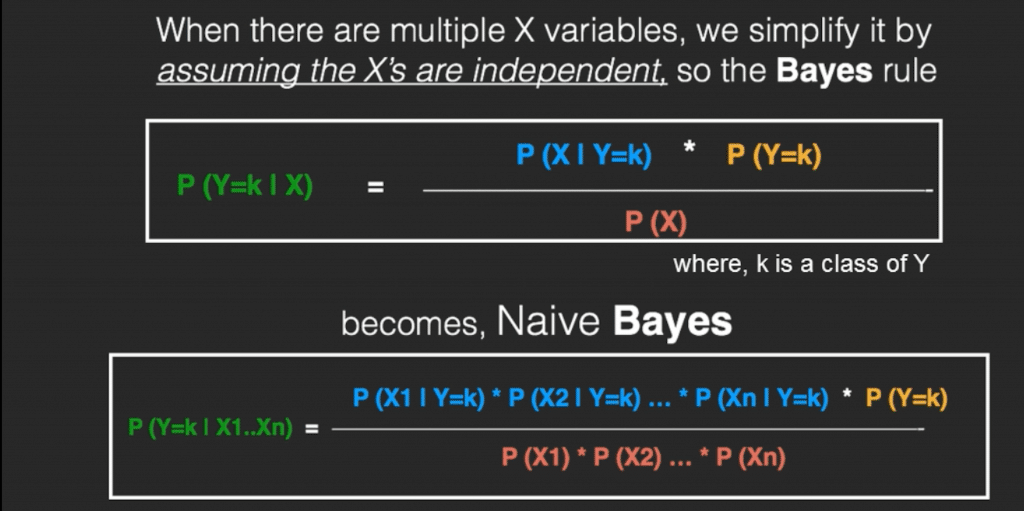 When there are multiple X variables, we simplify it by
assuming the X's are independent, so the Bayes rule
P (X | Y=k) * P (Y=k)
P (Y=k | X) =
P (X)
where, k is a class of Y
becomes, Naive Bayes
P (X1 | Y=k) * P (X2 | Y=k) ... * P (Xn | Y=k) * P (Y=k)
P (Y=k | X1..Xn) =
P (X1) * P (X2) ... * P (Xn)